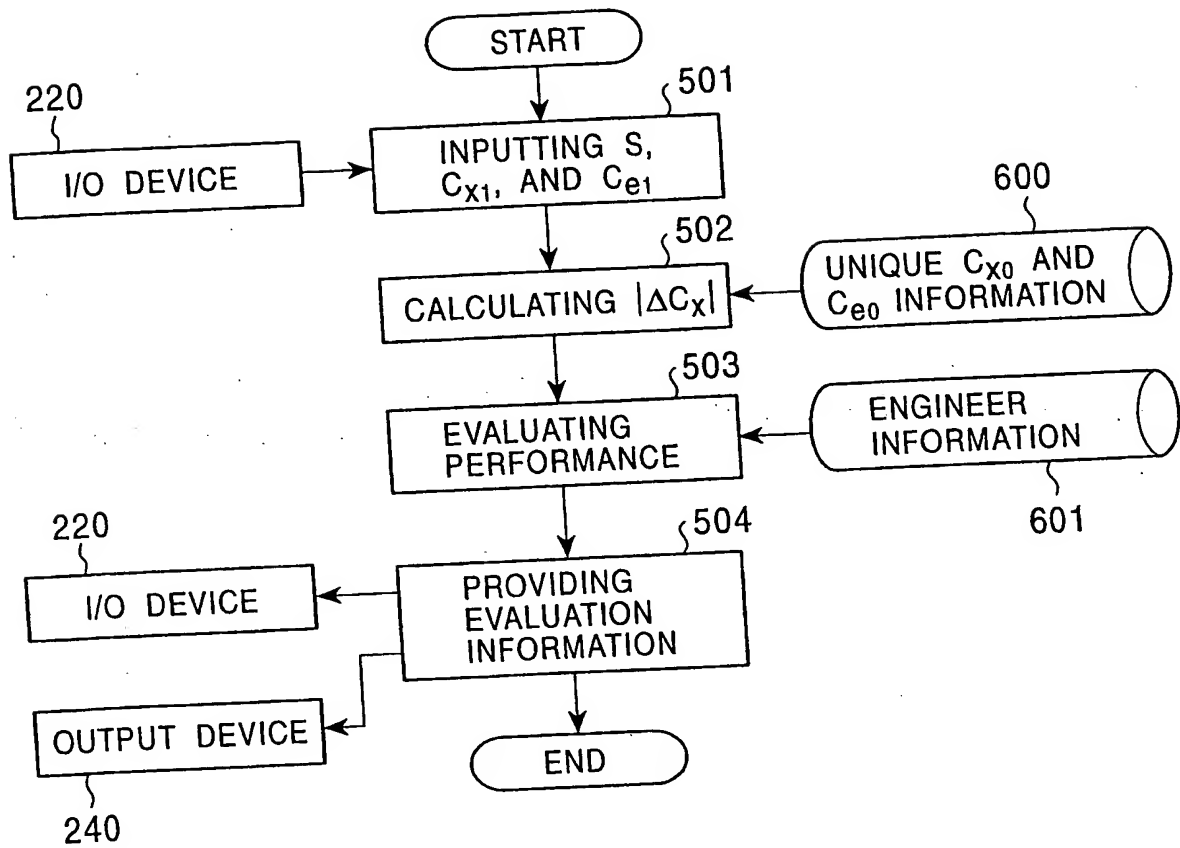 START
501
220
INPUTTING S,
Cx1, AND Ce1
I/O DEVICE
600
502
UNIQUE Cx0 AND
Ce0 INFORMATION
CALCULATING |ΔCx|
503
ENGINEER
INFORMATION
EVALUATING
PERFORMANCE
601
504
220
PROVIDING
EVALUATION
INFORMATION
I/O DEVICE
OUTPUT DEVICE
END
240